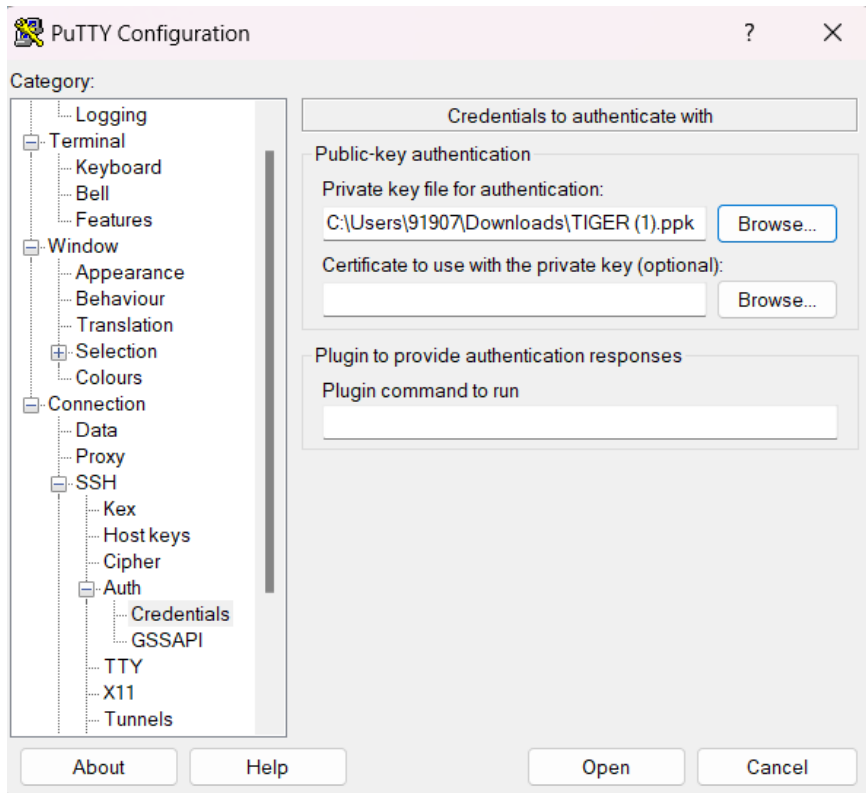 PuTTY Configuration
?
Category:
Logging
Terminal
Keyboard
Bell
Features
Window
Appearance
Behaviour
Translation
Selection
Colours
Connection
Data
Proxy
SSH
Kex
Host keys
Cipher
Auth
Credentials
GSSAPI
TTY
X11
Tunnels
Credentials to authenticate with
Public-key authentication
Private key file for authentication:
C:\Users\91907\Downloads\TIGER (1).ppk
Browse...
Certificate to use with the private key (optional):
Browse...
Plugin to provide authentication responses
Plugin command to run
About
Help
Open
Cancel